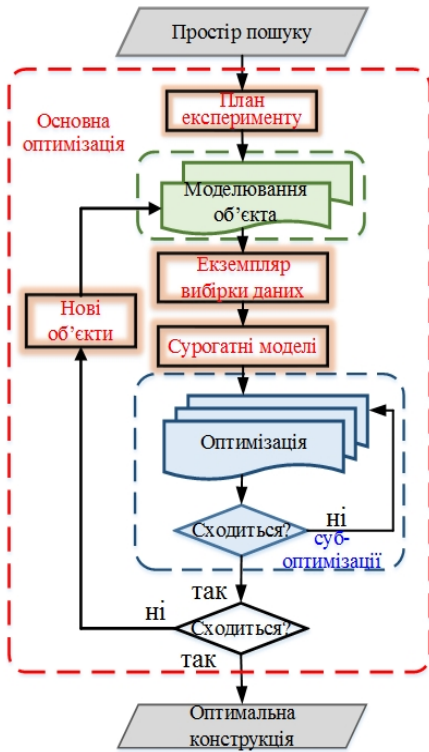 Простір пошуку
План
експерименту
Основна
оптимізація
Моделювання
об’єкта
Екземпляр
вибірки даних
Нові
об’єкти
Сурогатні моделі
Оптимізація
Сходиться?
ні
суб-
оптимізації
так
ні
Сходиться?
так
Оптимальна
конструкція